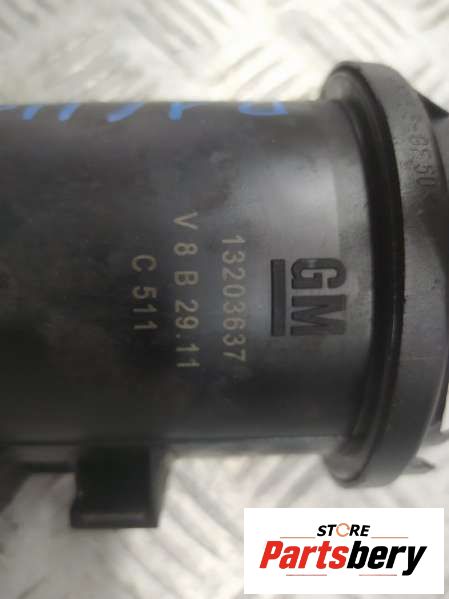 GM
13203637
V 8 B 29.11
C 511
STORE
Partsbery